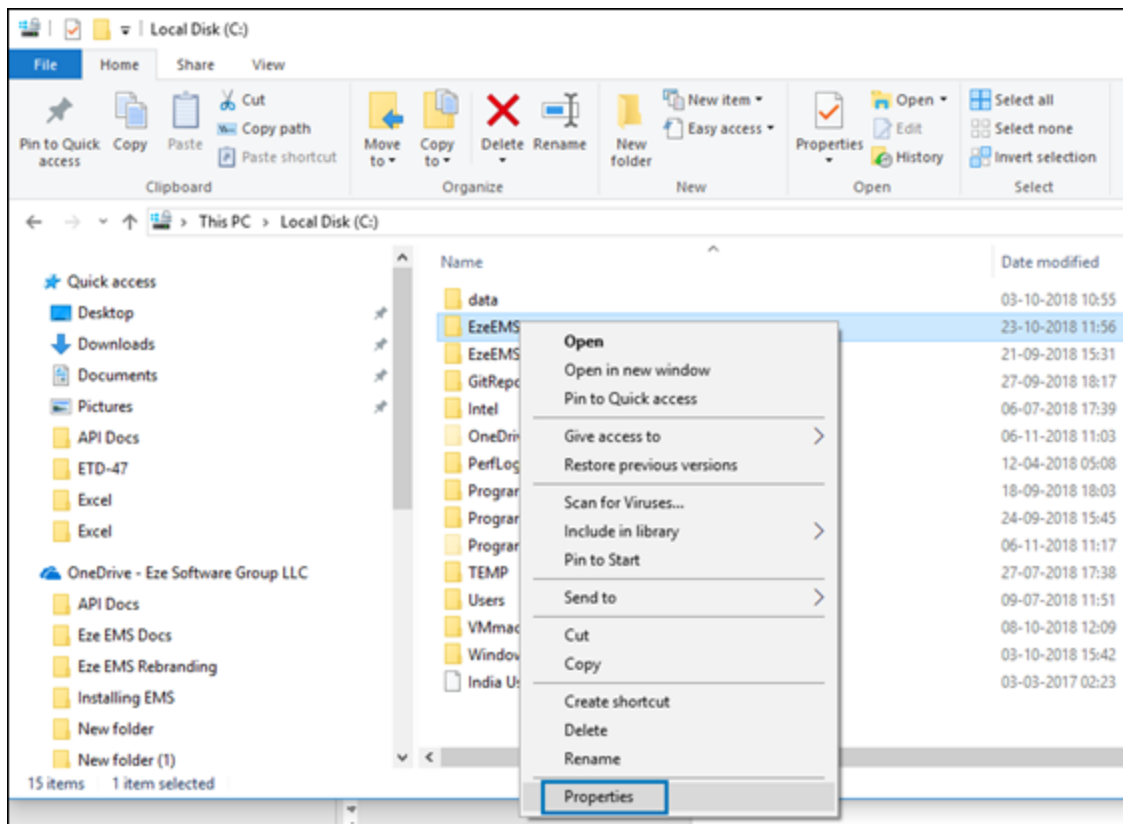 Local Disk (C:)
File Home Share View
Pin to Quick access
Copy
Paste
Cut
Copy path
Paste shortcut
Clipboard
Move to
Copy to
Delete
Rename
Organize
New folder
New item
Easy access
New
Properties
Open
Edit
History
Open
Select all
Select none
Invert selection
Select
This PC > Local Disk (C:)
Quick access
Desktop
Downloads
Documents
Pictures
API Docs
ETD-47
Excel
Excel
OneDrive - Eze Software Group LLC
API Docs
Eze EMS Docs
Eze EMS Rebranding
Installing EMS
New folder
New folder (1)
Name Date modified
data 03-10-2018 10:55
EzeEMS 23-10-2018 11:56
EzeEMS 21-09-2018 15:31
GitRepo 27-09-2018 18:17
Intel 06-07-2017 17:39
OneDriv 06-11-2018 11:03
PerfLog 12-04-2018 05:08
Program 18-09-2018 18:03
Program 24-09-2018 15:45
Program 06-11-2018 11:17
TEMP 27-07-2018 17:38
Users 09-07-2018 11:51
VMmac 08-10-2018 12:09
Window 03-10-2018 15:42
India Us 03-03-2017 02:23
Open
Open in new window
Pin to Quick access
Give access to
Restore previous versions
Scan for Viruses...
Include in library
Pin to Start
Send to
Cut
Copy
Create shortcut
Delete
Rename
Properties
15 items 1 item selected